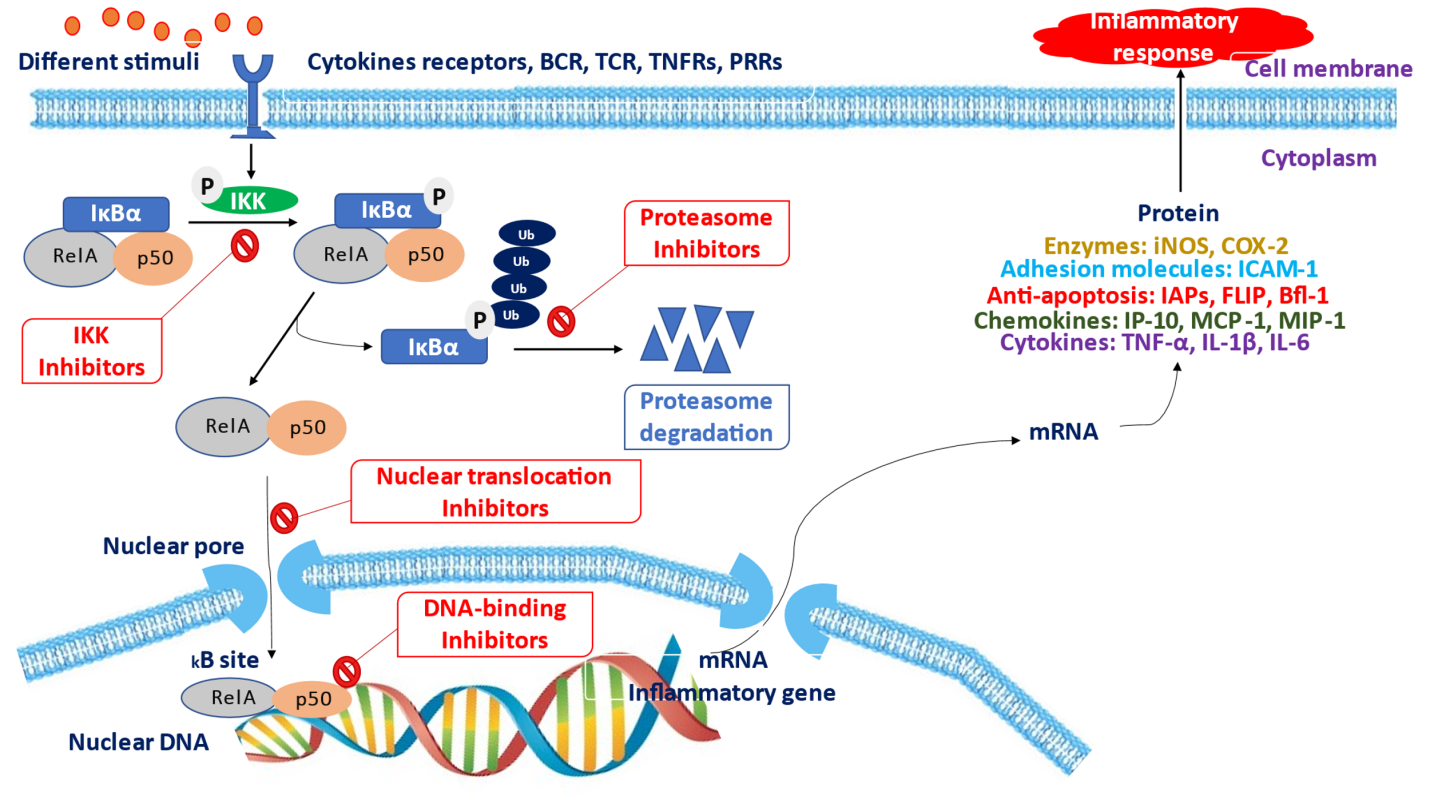 Different stimuli
Cytokines receptors, BCR, TCR, TNFRs, PRRs
Inflammatory
response
Cell membrane
Cytoplasm
P
IKK
IκBα
RelA
p50
IκBα
P
RelA
p50
IKK
Inhibitors
Ub
Ub
Ub
Ub
P
IκBα
Proteasome
Inhibitors
Proteasome
degradation
Protein
Enzymes: iNOS, COX-2
Adhesion molecules: ICAM-1
Anti-apoptosis: IAPs, FLIP, Bfl-1
Chemokines: IP-10, MCP-1, MIP-1
Cytokines: TNF-α, IL-1β, IL-6
mRNA
RelA
p50
Nuclear translocation
Inhibitors
Nuclear pore
DNA-binding
Inhibitors
κB site
RelA
p50
mRNA
Inflammatory gene
Nuclear DNA